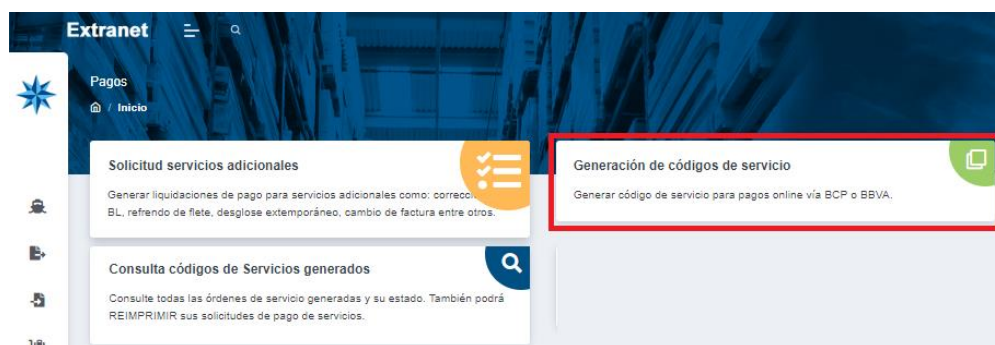 Extranet
Pagos
/ Inicio
Solicitud servicios adicionales
Generar liquidaciones de pago para servicios adicionales como:
BL, refrendo de flete, desglose extemporáneo, cambio de factura entre otros.
Generación de códigos de servicio
Generar código de servicio para pagos online vía BCP o BBVA.
Consulta códigos de Servicios generados
Consulte todas las órdenes de servicio generadas y su estado. También podrá
REIMPRIMIR sus solicitudes de pago de servicios.